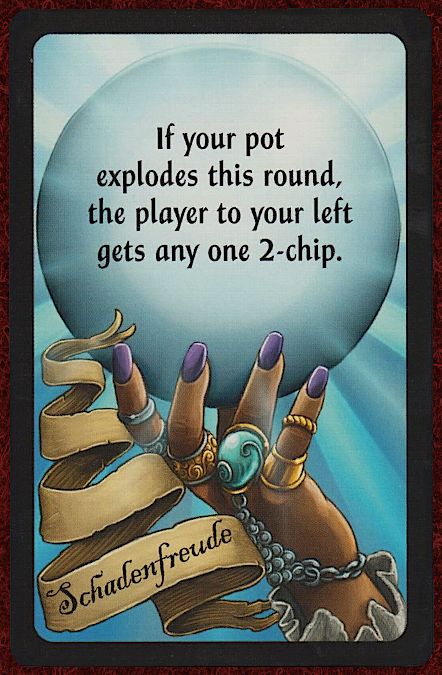 If your pot
explodes this round,
the player to your left
gets any one 2-chip.
Schadenfreude